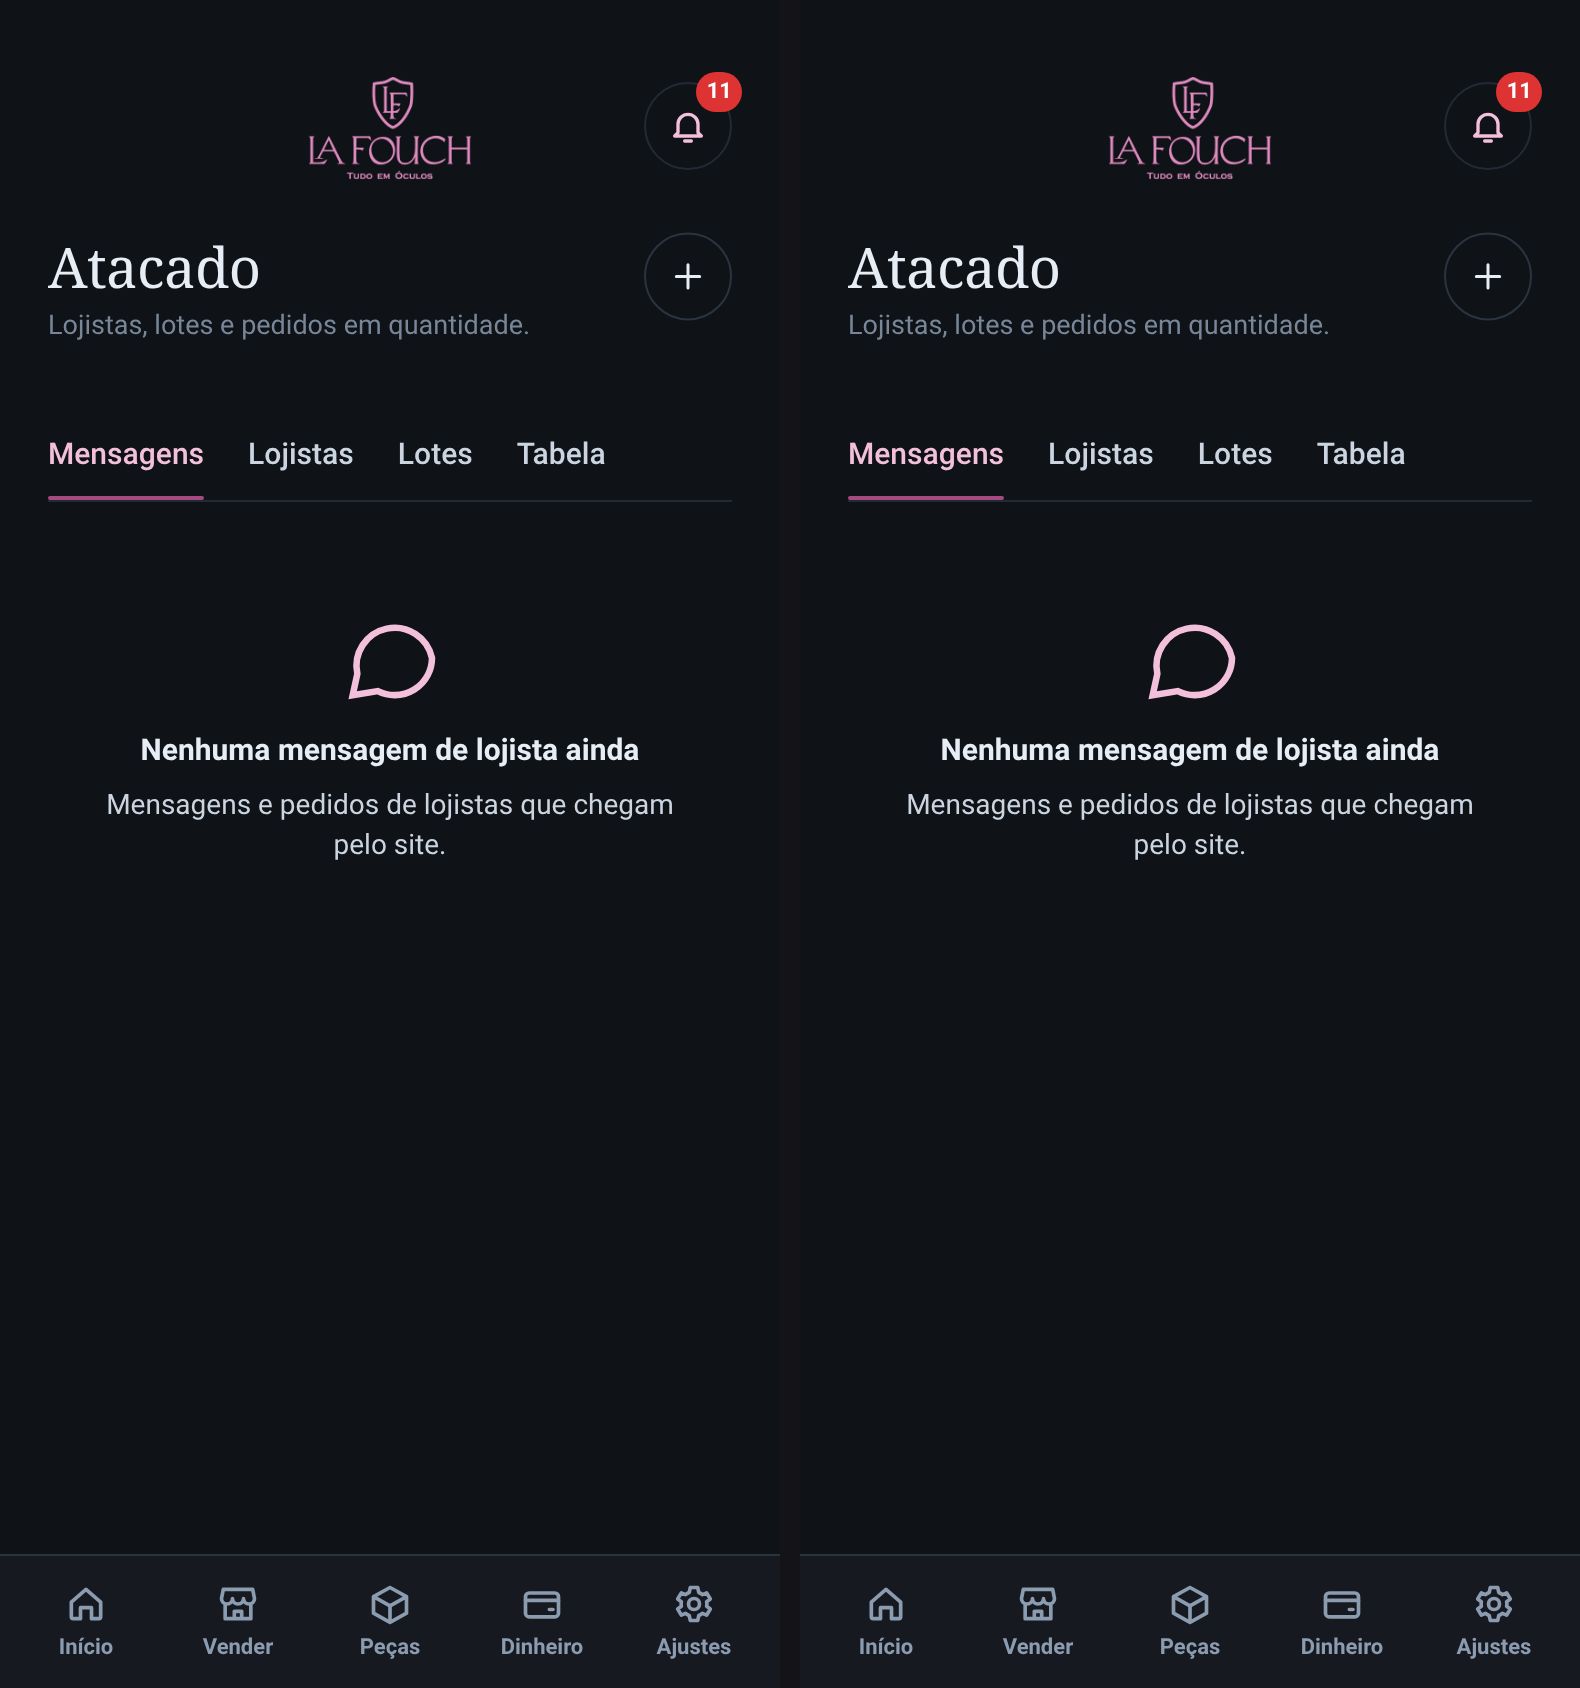 LF
LA FOUCH
TUDO EM ÓCULOS
11
Atacado
Lojistas, lotes e pedidos em quantidade.
Mensagens Lojistas Lotes Tabela
Nenhuma mensagem de lojista ainda
Mensagens e pedidos de lojistas que chegam
pelo site.
Início Vender Peças Dinheiro Ajustes
LF
LA FOUCH
TUDO EM ÓCULOS
11
Atacado
Lojistas, lotes e pedidos em quantidade.
Mensagens Lojistas Lotes Tabela
Nenhuma mensagem de lojista ainda
Mensagens e pedidos de lojistas que chegam
pelo site.
Início Vender Peças Dinheiro Ajustes